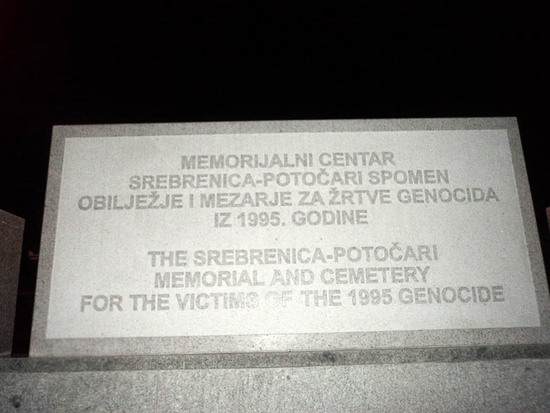 MEMORIJALNI CENTAR
SREBRENICA-POTOČARI SPOMEN
OBILJEŽJE I MEZARJE ZA ŽRTVE GENOCIDA
IZ 1995. GODINE
THE SREBRENICA-POTOČARI
MEMORIAL AND CEMETERY
FOR THE VICTIMS OF THE 1995 GENOCIDE